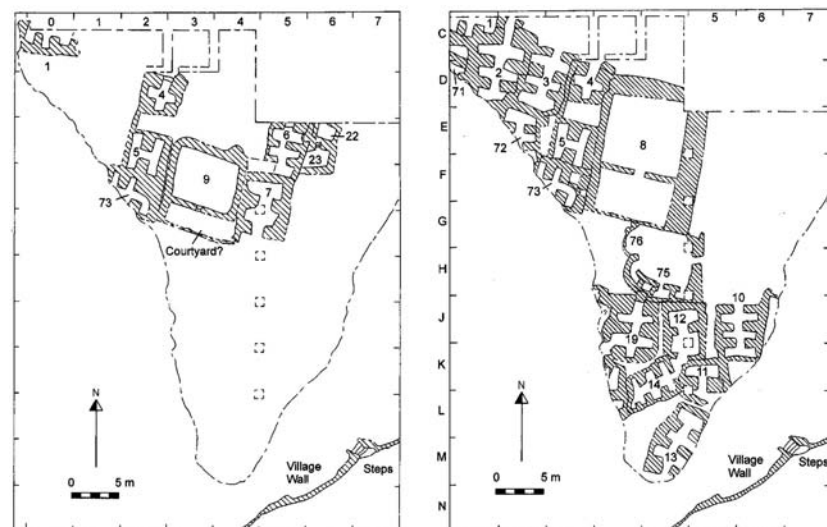 0 1 2 3 4 5 6 7
1
4
5
6
22
23
9
7
73
Courtyard?
N
0 5 m
Village
Wall
Steps
C
D
E
F
G
H
J
K
L
M
N
1
5 6 7
2
3
4
71
8
72
5
73
76
75
10
12
19
11
14
13
N
0 5 m
Village
Wall
Steps